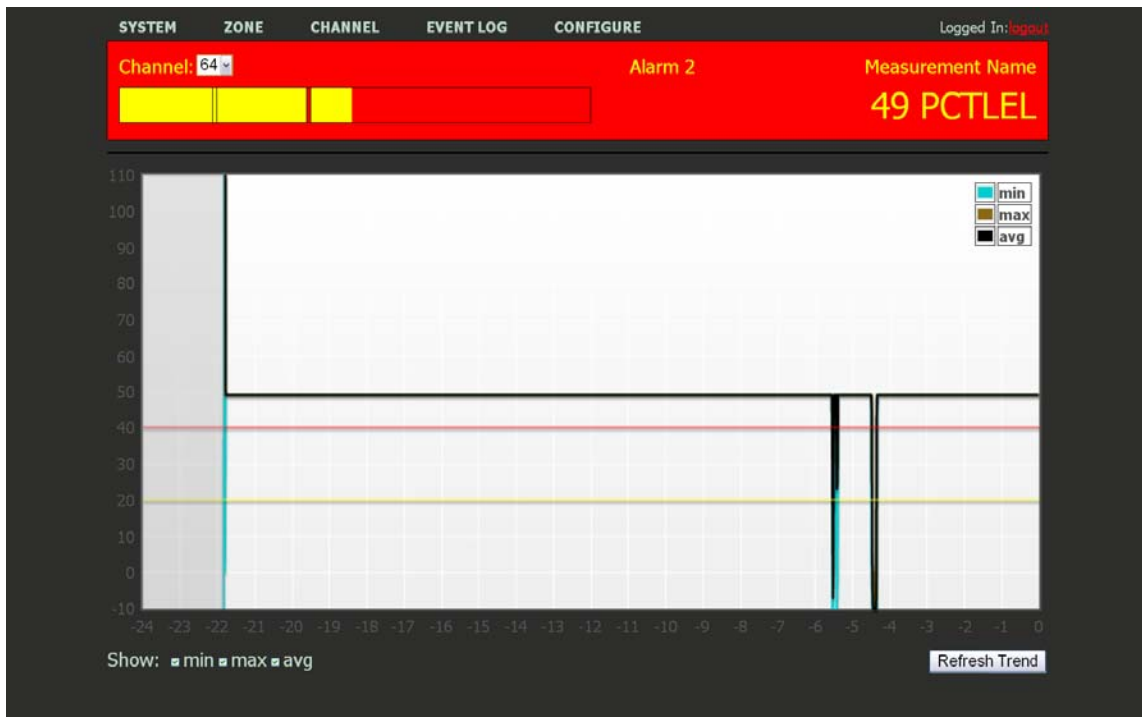 SYSTEM ZONE CHANNEL EVENT LOG CONFIGURE Logged In:logout
Channel: 64 Alarm 2 Measurement Name
49 PCTLEL
110
100
90
80
70
60
50
40
30
20
10
0
-10
min
max
avg
-24 -23 -22 -21 -20 -19 -18 -17 -16 -15 -14 -13 -12 -11 -10 -9 -8 -7 -6 -5 -4 -3 -2 -1 0
Show: min max avg Refresh Trend